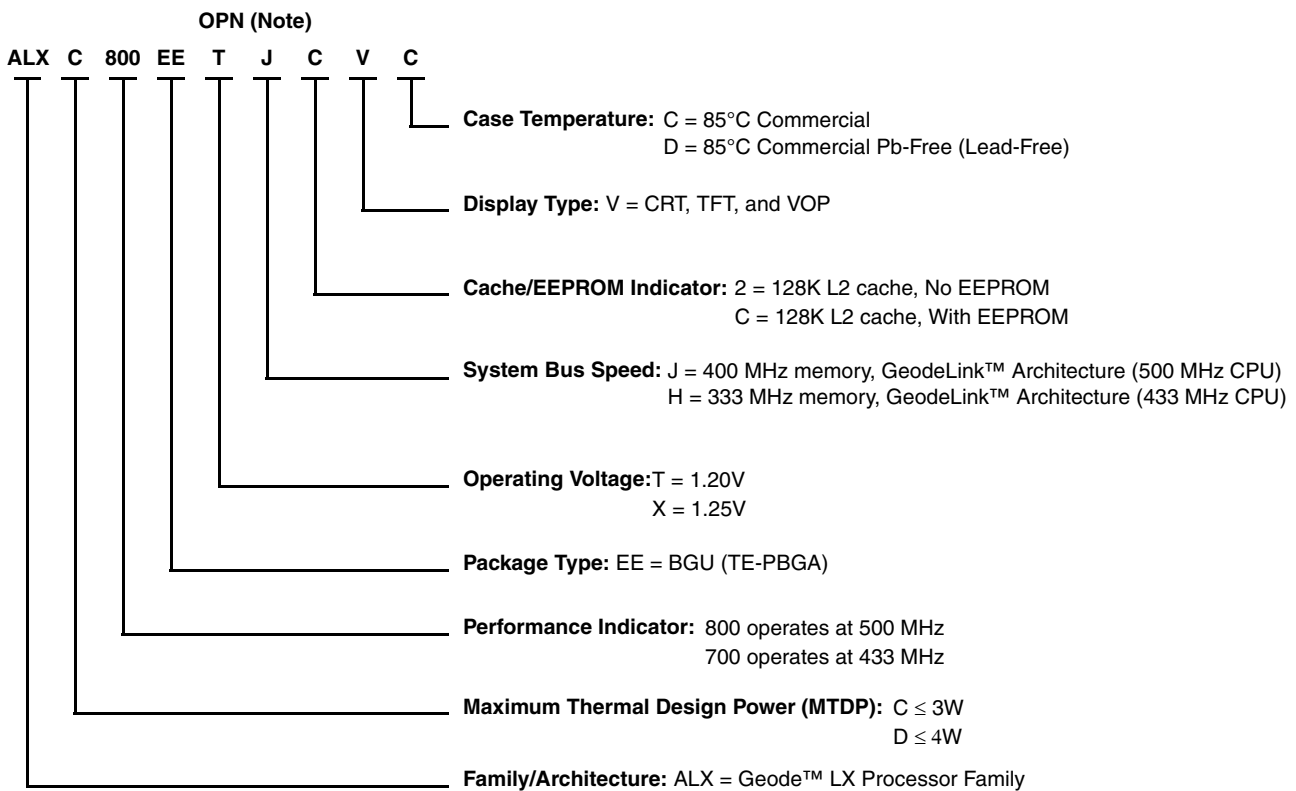 OPN (Note)
ALX C 800 EE T J C V C
Case Temperature: C = 85°C Commercial
D = 85°C Commercial Pb-Free (Lead-Free)
Display Type: V = CRT, TFT, and VOP
Cache/EEPROM Indicator: 2 = 128K L2 cache, No EEPROM
C = 128K L2 cache, With EEPROM
System Bus Speed: J = 400 MHz memory, GeodeLink™ Architecture (500 MHz CPU)
H = 333 MHz memory, GeodeLink™ Architecture (433 MHz CPU)
Operating Voltage:T = 1.20V
X = 1.25V
Package Type: EE = BGU (TE-PBGA)
Performance Indicator: 800 operates at 500 MHz
700 operates at 433 MHz
Maximum Thermal Design Power (MTDP): C ≤ 3W
D ≤ 4W
Family/Architecture: ALX = Geode™ LX Processor Family